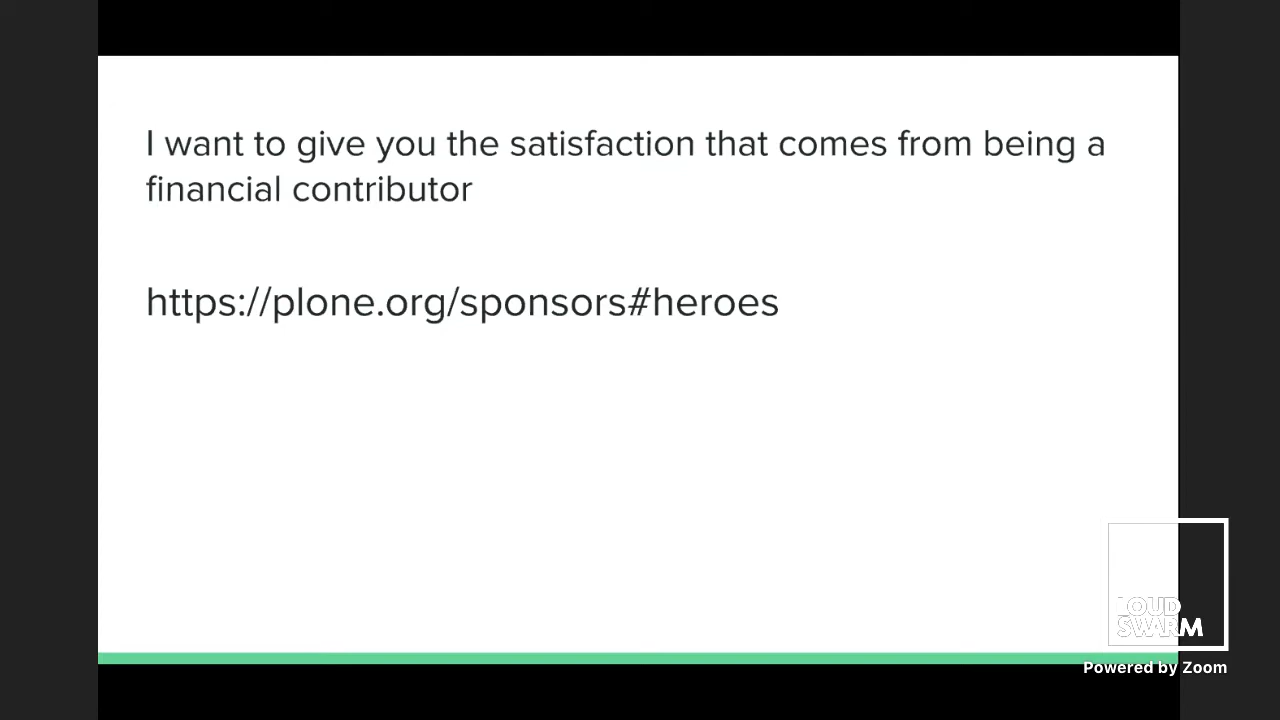 I want to give you the satisfaction that comes from being a
financial contributor
https://plone.org/sponsors#heroes
LOUD
SWARM
Powered by Zoom